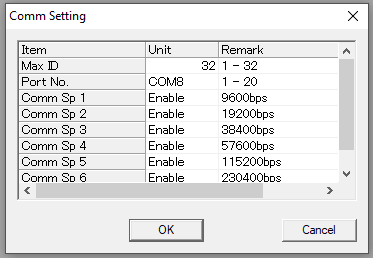 Comm Setting
Item Unit Remark
Max ID 32 1 - 32
Port No. COM8 1 - 20
Comm Sp 1 Enable 9600bps
Comm Sp 2 Enable 19200bps
Comm Sp 3 Enable 38400bps
Comm Sp 4 Enable 57600bps
Comm Sp 5 Enable 115200bps
Comm Sp 6 Enable 230400bps
OK Cancel